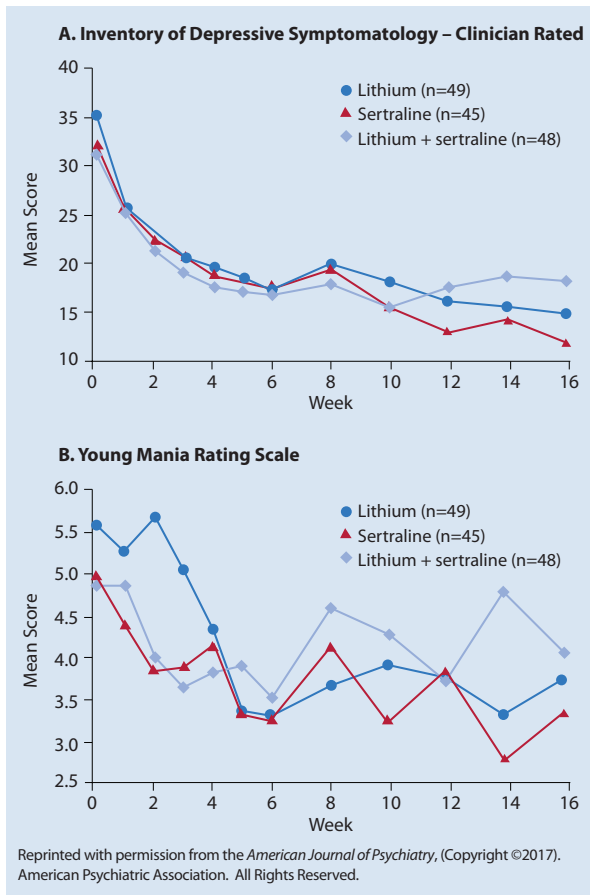 A. Inventory of Depressive Symptomatology – Clinician Rated
40
35
30
25
20
15
10
Mean Score
Lithium (n=49)
Sertraline (n=45)
Lithium + sertraline (n=48)
0 2 4 6 8 10 12 14 16
Week
B. Young Mania Rating Scale
6.0
5.5
5.0
4.5
4.0
3.5
3.0
2.5
Mean Score
Lithium (n=49)
Sertraline (n=45)
Lithium + sertraline (n=48)
0 2 4 6 8 10 12 14 16
Week
Reprinted with permission from the American Journal of Psychiatry, (Copyright ©2017).
American Psychiatric Association. All Rights Reserved.